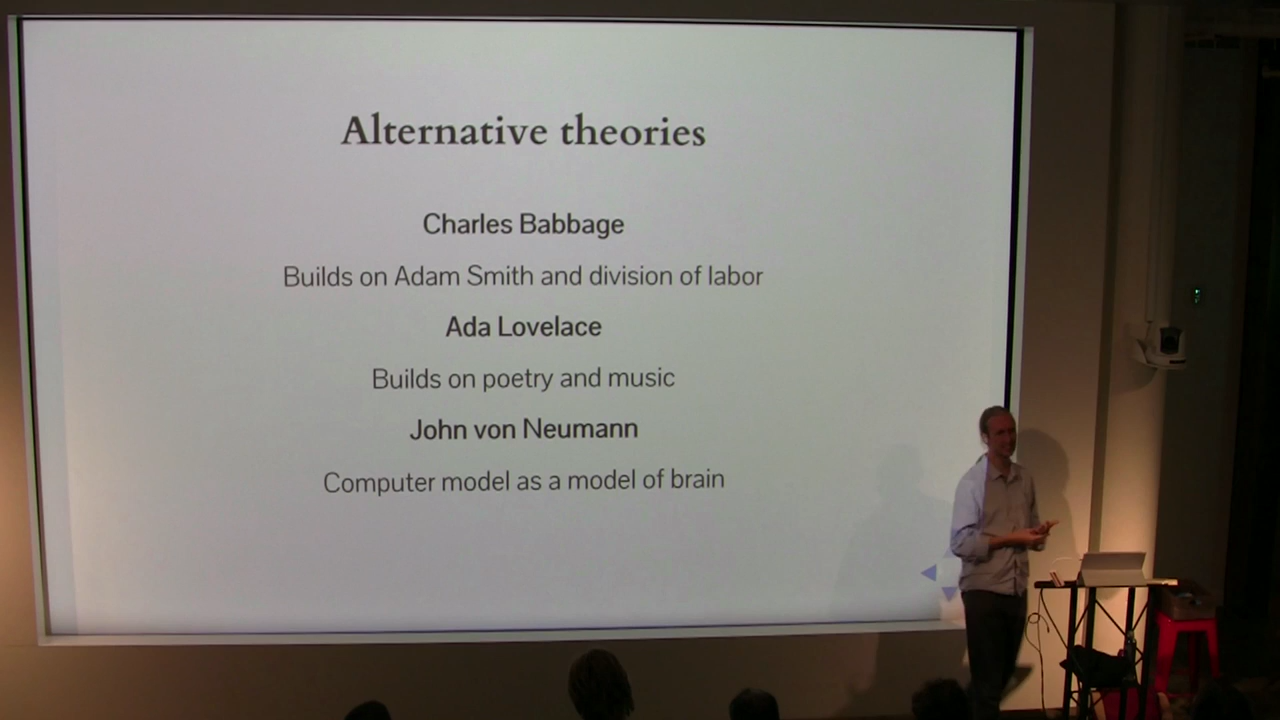 Alternative theories
Charles Babbage
Builds on Adam Smith and division of labor
Ada Lovelace
Builds on poetry and music
John von Neumann
Computer model as a model of brain